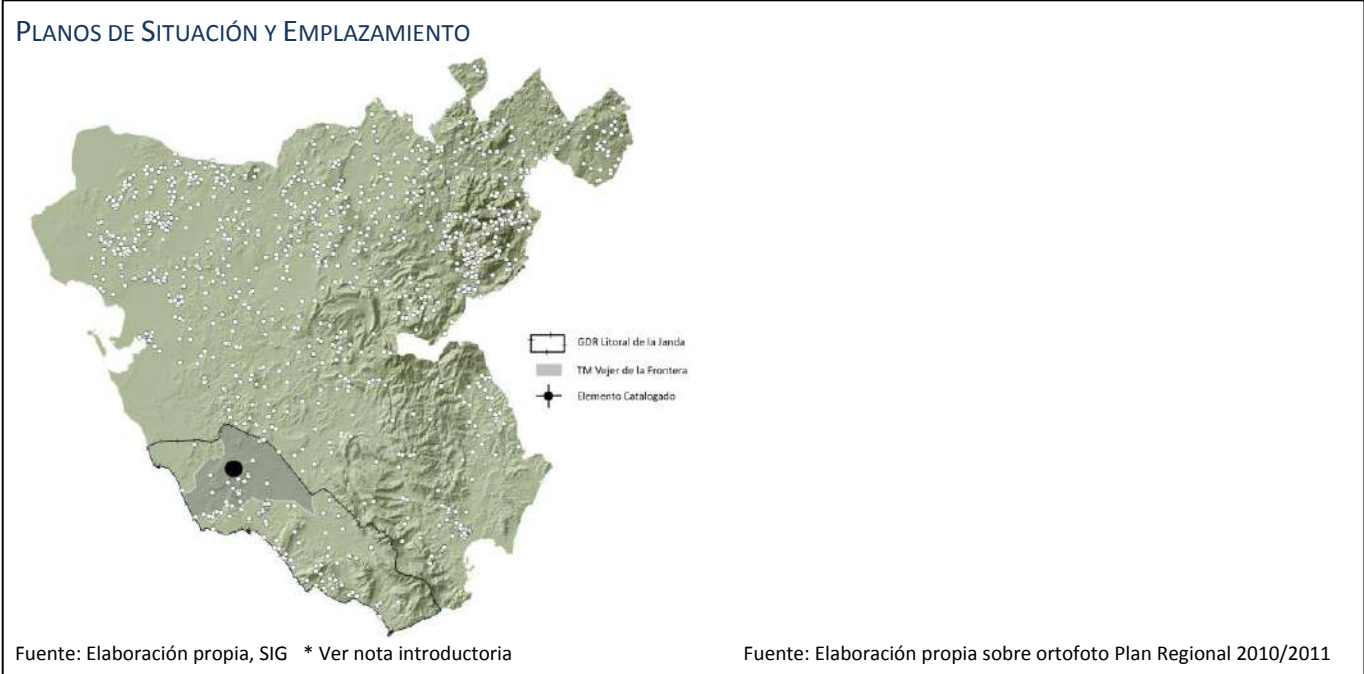 PLANOS DE SITUACIÓN Y EMPLAZAMIENTO
GDR Litoral de la Janda
TM Vejer de la Frontera
Elemento Catalogado
Fuente: Elaboración propia, SIG * Ver nota introductoria
Fuente: Elaboración propia sobre ortofoto Plan Regional 2010/2011